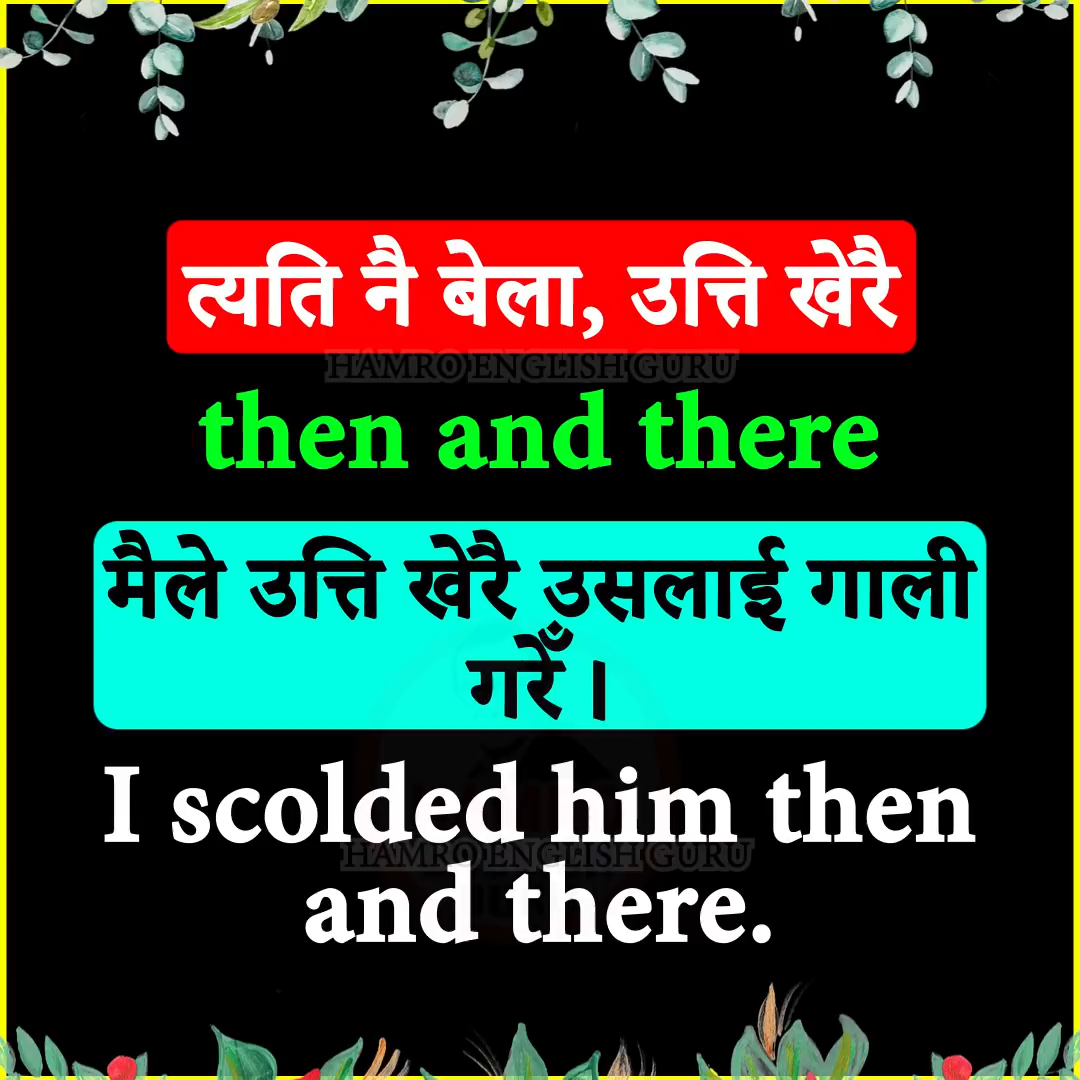 त्यति नै बेला, उत्ति खेरै
HAMRO ENGLISH GURU
then and there
मैले उत्ति खेरै उसलाई गाली
गरेँ ।
I scolded him then
HAMRO ENGLISH GURU
and there.